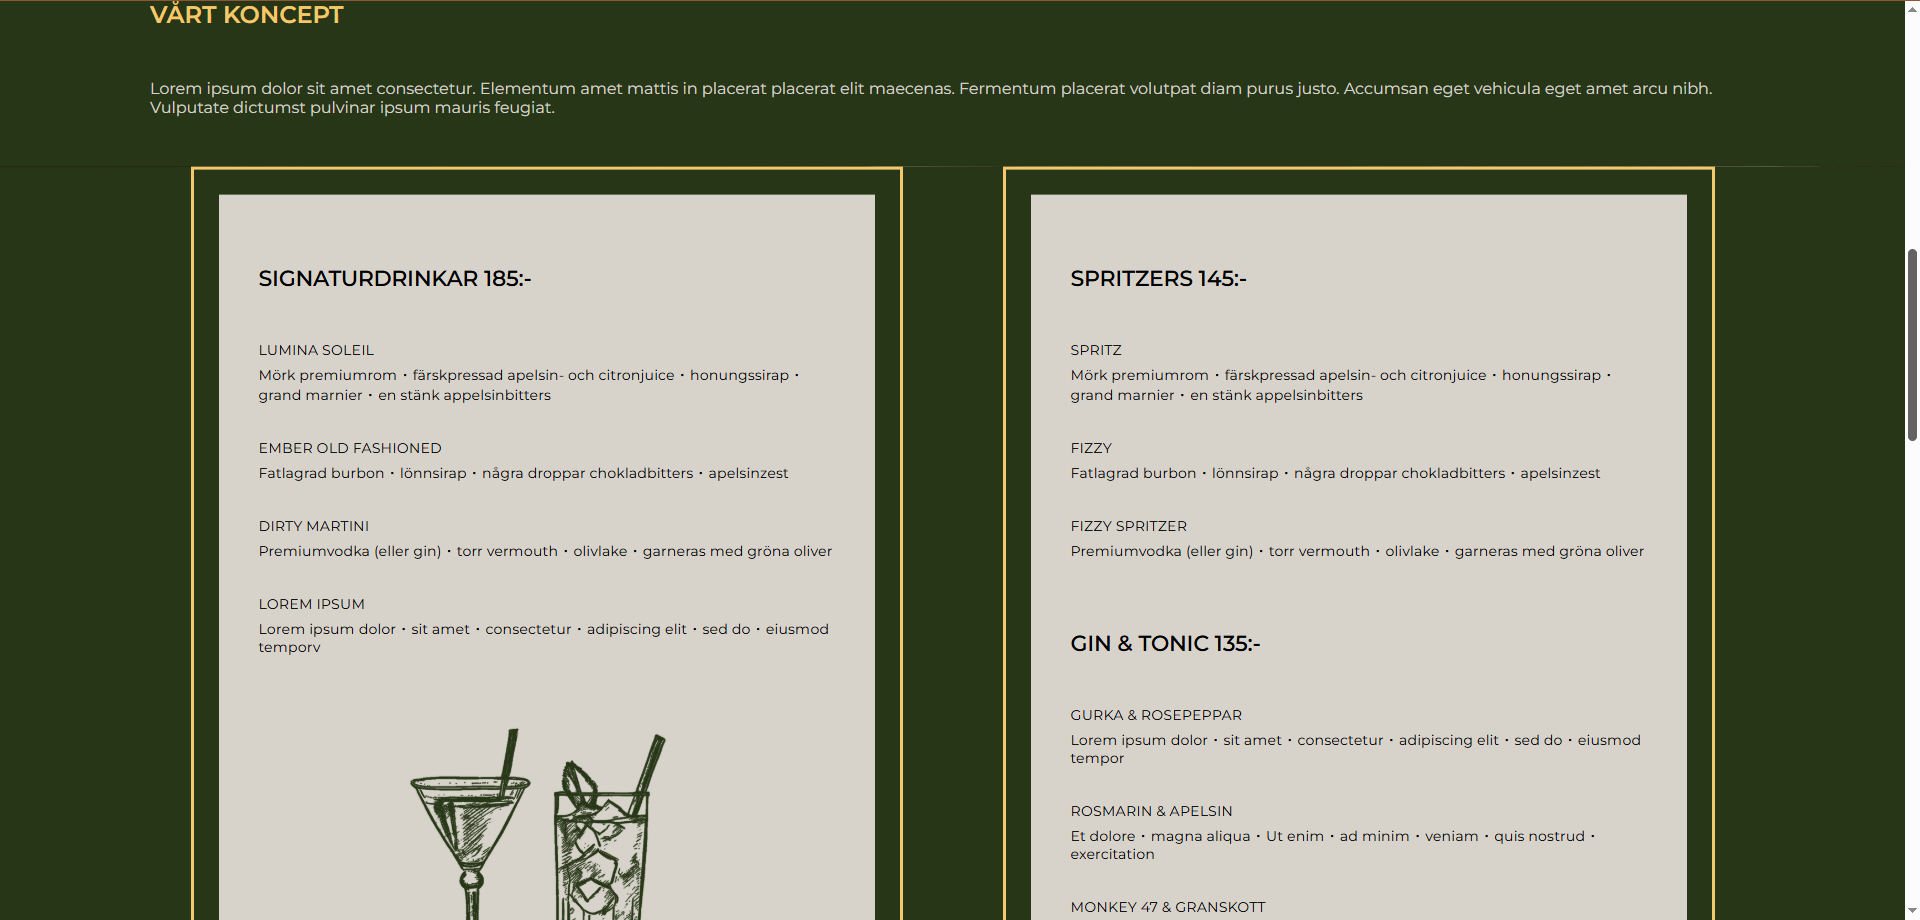 VÅRT KONCEPT
Lorem ipsum dolor sit amet consectetur. Elementum amet mattis in placerat placerat elit maecenas. Fermentum placerat volutpat diam purus justo. Accumsan eget vehicula eget amet arcu nibh.
Vulputate dictumst pulvinar ipsum mauris feugiat.
SIGNATURDRINKAR 185:-
LUMINA SOLEIL
Mörk premiumrom • färskpressad apelsin- och citronjuice • honungssirap •
grand marnier • en stänk appelsinbitters
EMBER OLD FASHIONED
Fatlagrad burbon • lönnsirap • några droppar chokladbitters • apelsinzest
DIRTY MARTINI
Premiumvodka (eller gin) • torr vermouth • olivlake • garneras med gröna oliver
LOREM IPSUM
Lorem ipsum dolor • sit amet • consectetur • adipiscing elit • sed do • eiusmod
temporv
SPRITZERS 145:-
SPRITZ
Mörk premiumrom • färskpressad apelsin- och citronjuice • honungssirap •
grand marnier • en stänk appelsinbitters
FIZZY
Fatlagrad burbon • lönnsirap • några droppar chokladbitters • apelsinzest
FIZZY SPRITZER
Premiumvodka (eller gin) • torr vermouth • olivlake • garneras med gröna oliver
GIN & TONIC 135:-
GURKA & ROSEPEPPAR
Lorem ipsum dolor • sit amet • consectetur • adipiscing elit • sed do • eiusmod
tempor
ROSMARIN & APELSIN
Et dolore • magna aliqua • Ut enim • ad minim • veniam • quis nostrud •
exercitation
MONKEY 47 & GRANSKOTT